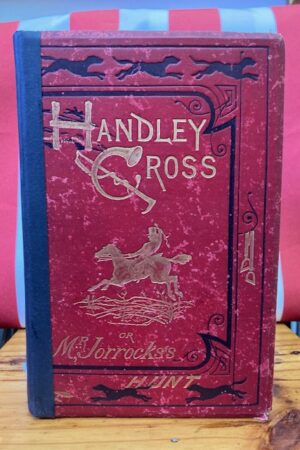 HANDLEY
CROSS
OR
MR JORROCKS'S
HUNT